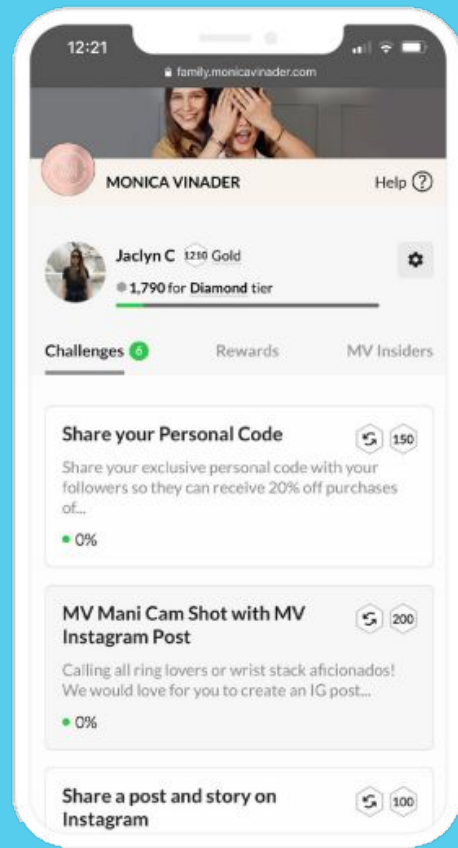 12:21
family.monicavinader.com
MONICA VINADER
Help ?
Jaclyn C 1210 Gold
1,790 for Diamond tier
Challenges 6
Rewards
MV Insiders
Share your Personal Code
150
Share your exclusive personal code with your
followers so they can receive 20% off purchases
of...
0%
MV Mani Cam Shot with MV
Instagram Post
200
Calling all ring lovers or wrist stack aficionados!
We would love for you to create an IG post...
0%
Share a post and story on
Instagram
100